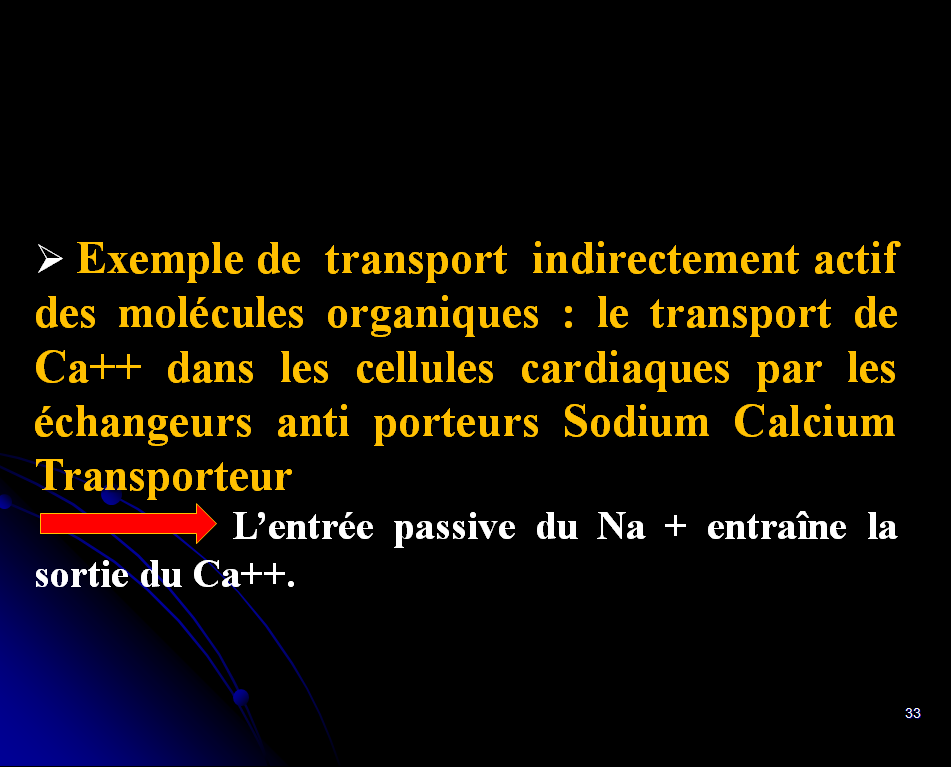 Exemple de transport indirectement actif
des molécules organiques : le transport de
Ca++ dans les cellules cardiaques par les
échangeurs anti porteurs Sodium Calcium
Transporteur
L’entrée passive du Na + entraîne la
sortie du Ca++.
33